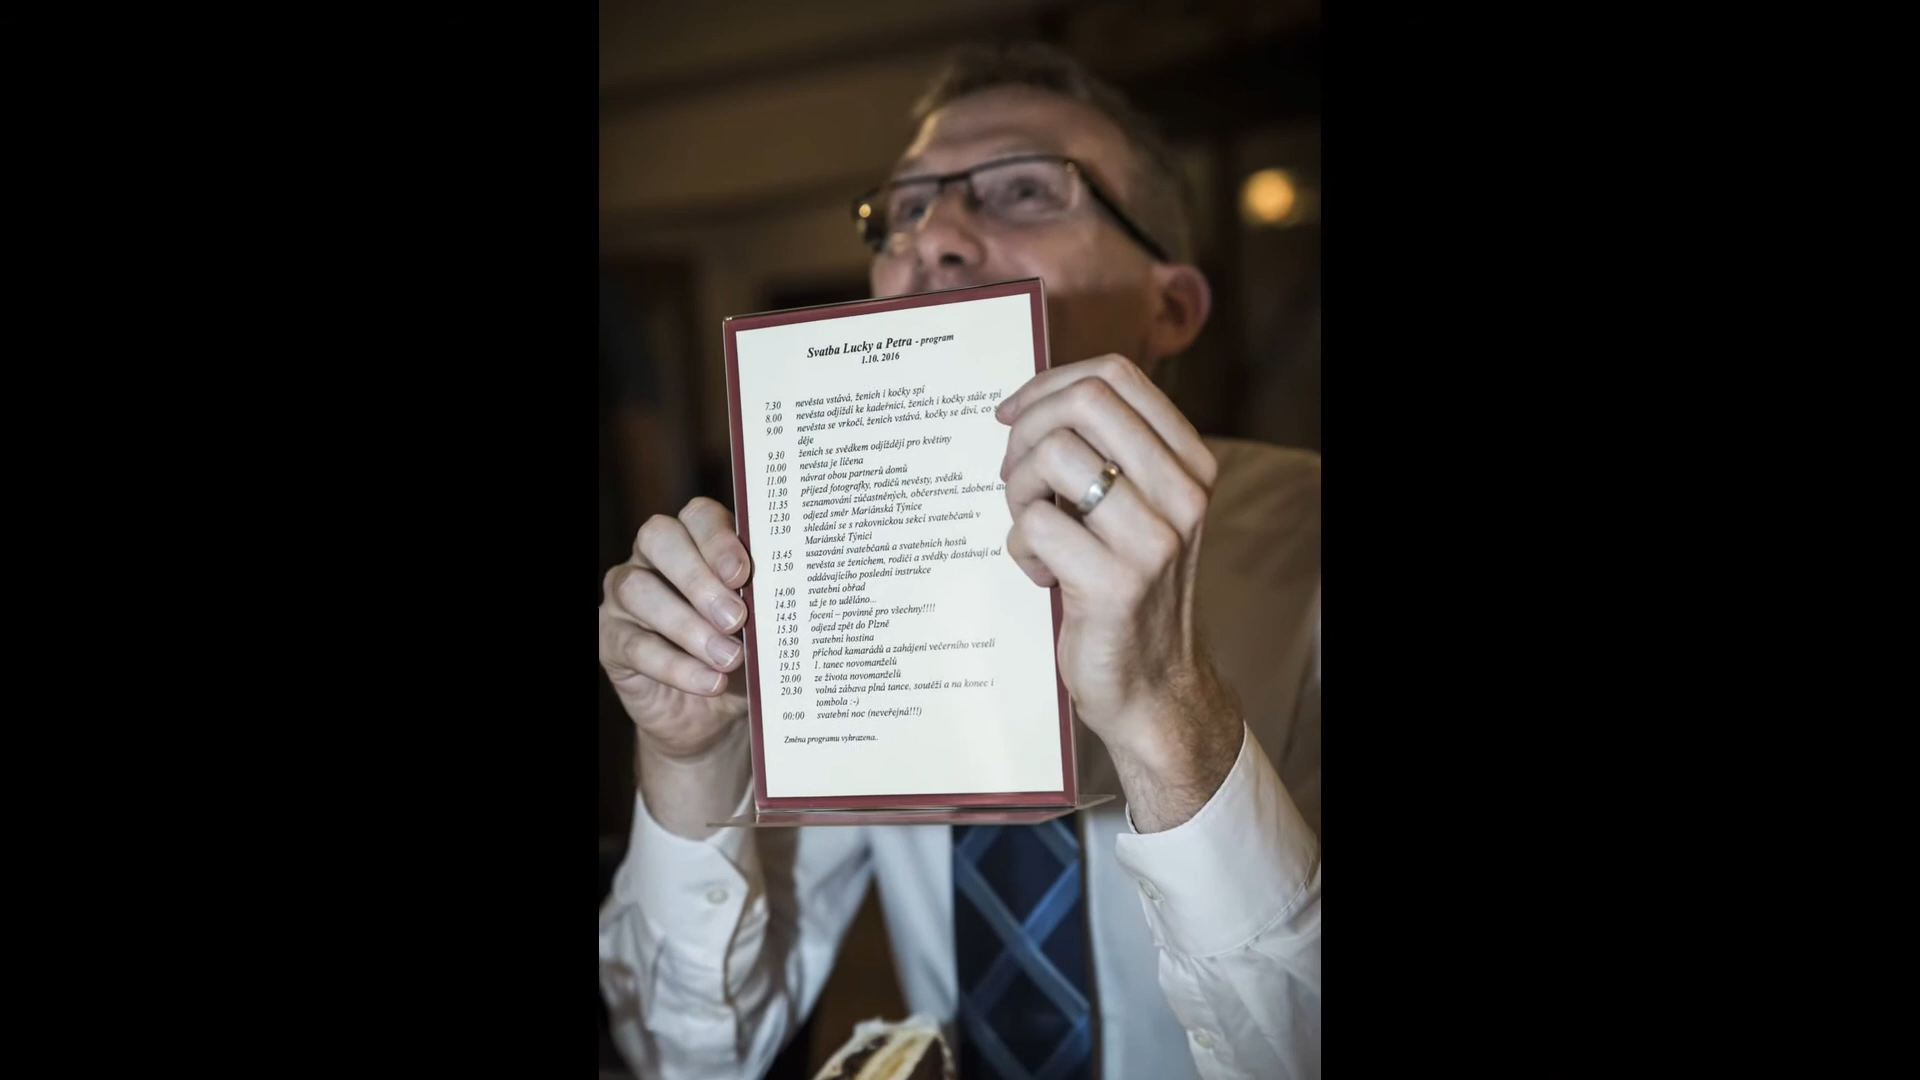 Svatba Lucky a Petra - program
1.10. 2016
7.30 nevěsta vstává, ženich i kočky spí
8.00 nevěsta odjíždí ke kadeřnici, ženich i kočky stále spí
9.00 nevěsta se vrkočí, ženich vstává, kočky se diví, co
děje
9.30 ženich se svědkem odjíždějí pro květiny
10.00 nevěsta je líčena
11.00 návrat obou partnerů domů
11.30 příjezd fotografky, rodičů nevěsty, svědků
11.35 seznamování zúčastněných, občerstvení, zdobení
12.30 odjezd směr Mariánská Týnice
13.30 shledání se s rakovnickou sekcí svatebčanů v
Mariánské Týnici
13.45 usazování svatebčanů a svatebních hostů
13.50 nevěsta se ženichem, rodiči a svědky dostávají od
oddávajícího poslední instrukce
14.00 svatební obřad
14.30 už je to uděláno...
14.45 focení – povinné pro všechny!!!!
15.30 odjezd zpět do Plzně
16.30 svatební hostina
18.30 příchod kamarádů a zahájení večerního veselí
19.15 1. tanec novomanželů
20.00 ze života novomanželů
20.30 volná zábava plná tance, soutěží a na konec i
tombola :-)
00:00 svatební noc (neveřejná!!!)
Změna programu vyhrazena..